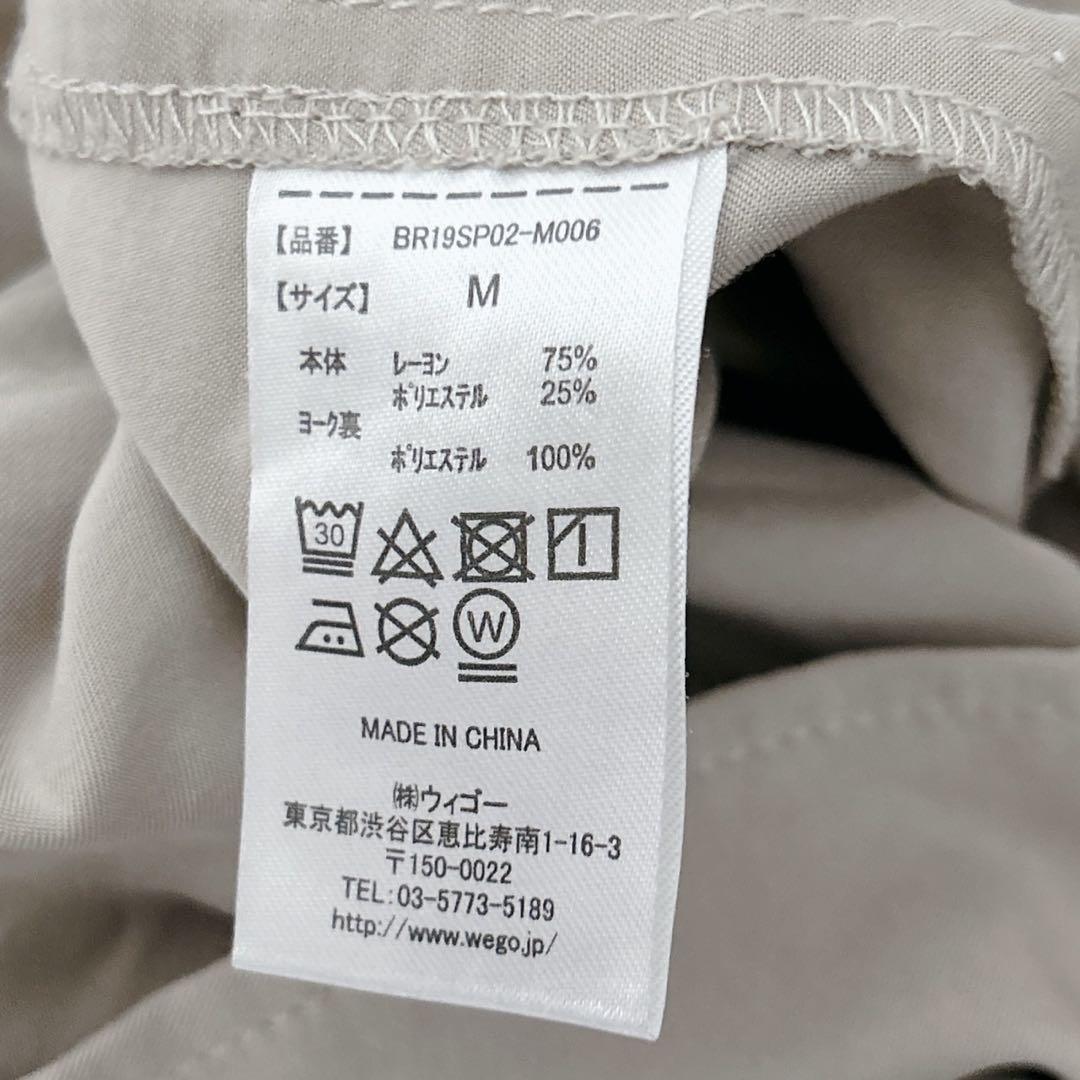 【品番】 BR19SP02-M006
【サイズ】 M
本体 レーヨン 75%
ポリエステル 25%
ヨーク裏
ポリエステル 100%
30
W
MADE IN CHINA
㈱ウィゴー
東京都渋谷区恵比寿南1-16-3
〒150-0022
TEL:03-5773-5189
http://www.wego.jp/